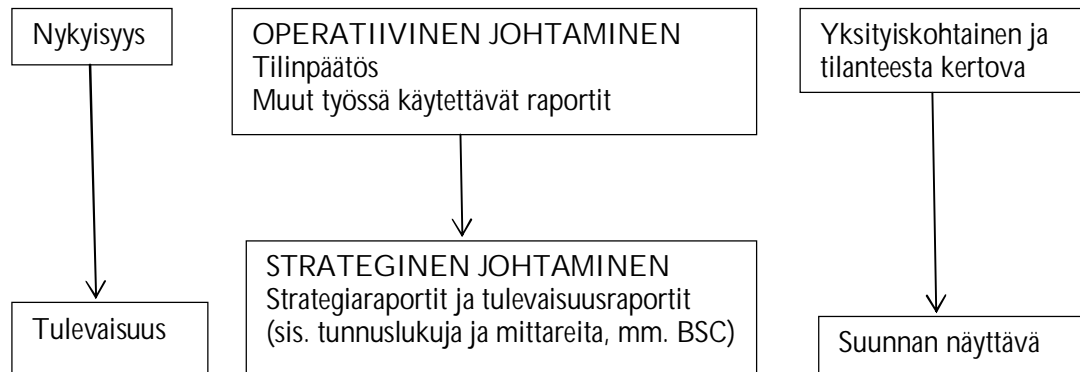 Nykyisyys
OPERATIIVINEN JOHTAMINEN
Tilinpäätös
Muut työssä käytettävät raportit
Yksityiskohtainen ja
tilanteesta kertova
Tulevaisuus
STRATEGINEN JOHTAMINEN
Strategiaraportit ja tulevaisuusraportit
(sis. tunnuslukuja ja mittareita, mm. BSC)
Suunnan näyttävä